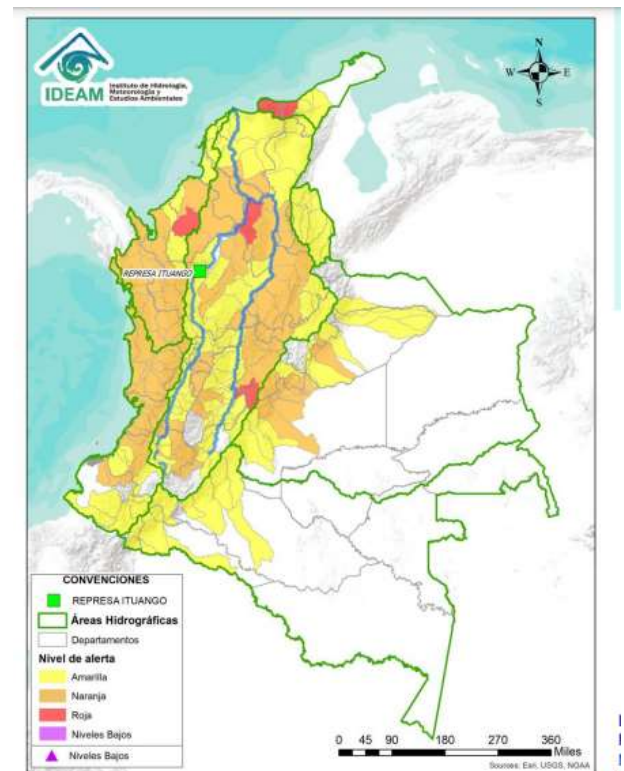 IDEAM
Instituto de Hidrología,
Meteorología y
Estudios Ambientales
N
W
E
S
REPRESA ITUANGO
CONVENCIONES
REPRESA ITUANGO
Áreas Hidrográficas
Departamentos
Nivel de alerta
Amarilla
Naranja
Roja
Niveles Bajos
Niveles Bajos
0 45 90 180 270 360
Miles
Sources: Esri, USGS, NOAA